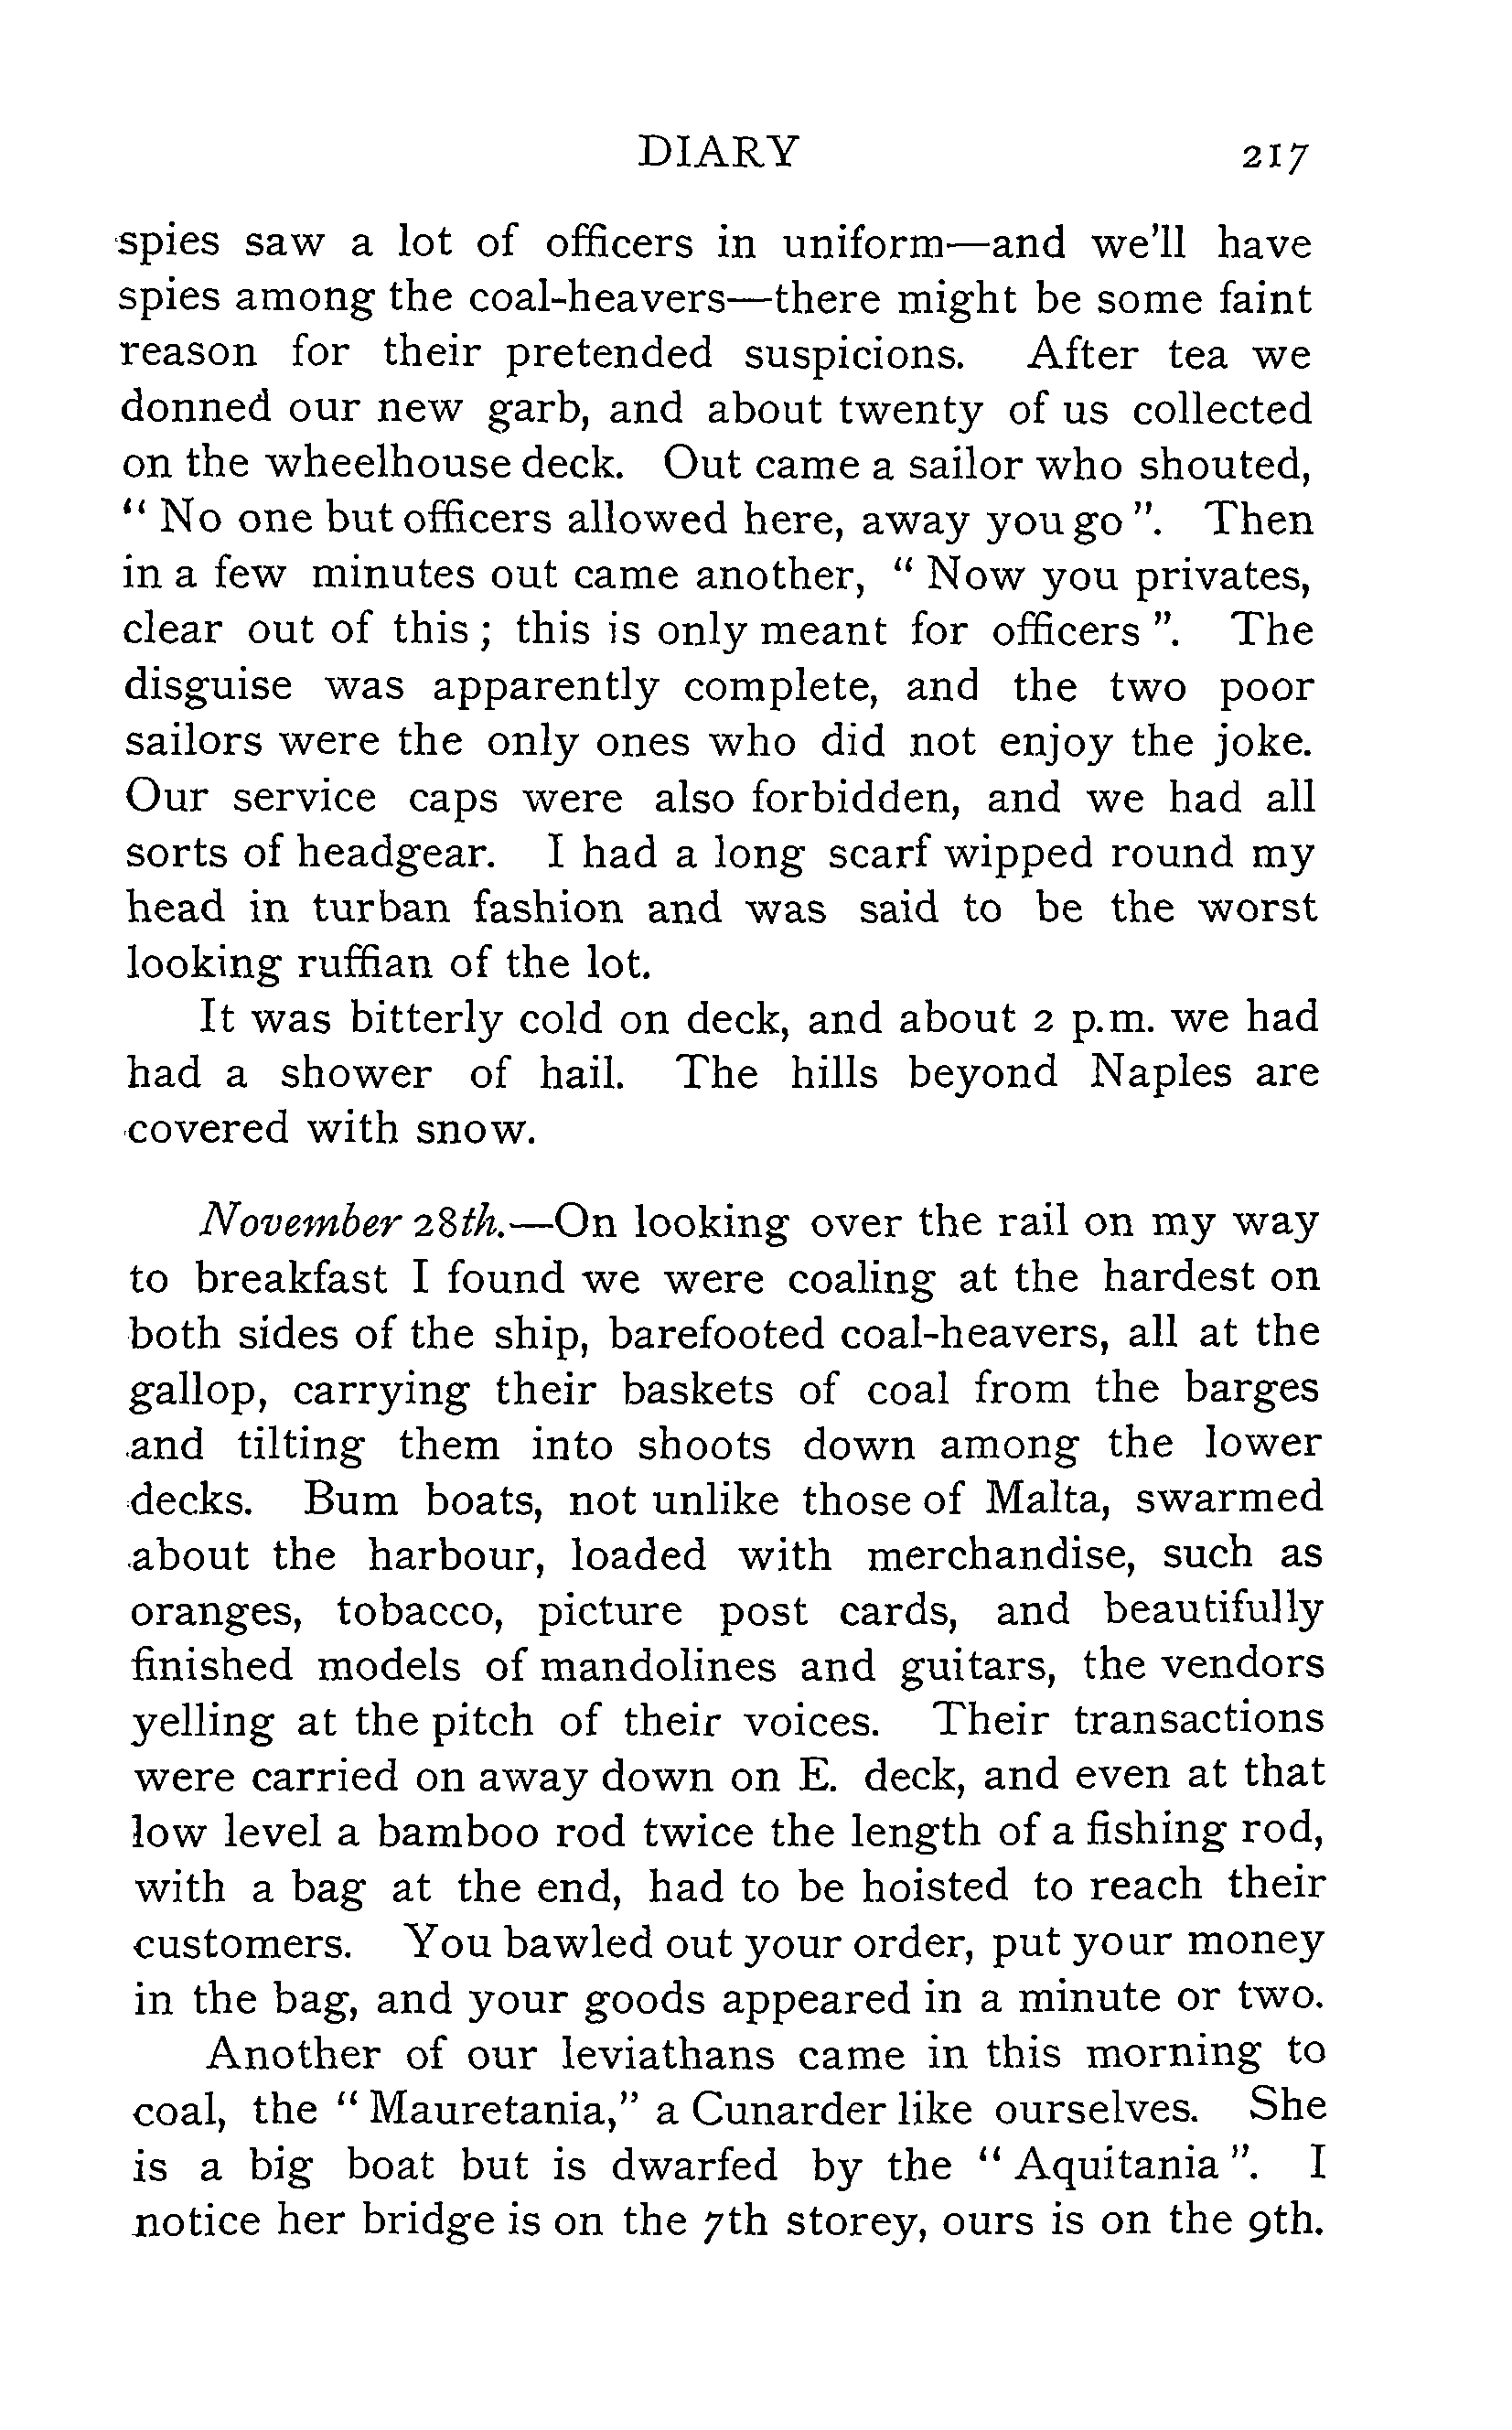 DIARY 217
spies saw a lot of officers in uniform—and we'll have
spies among the coal-heavers—there might be some faint
reason for their pretended suspicions. After tea we
donned our new garb, and about twenty of us collected
on the wheelhouse deck. Out came a sailor who shouted,
“ No one but officers allowed here, away you go ”. Then
in a few minutes out came another, “ Now you privates,
clear out of this ; this is only meant for officers ”. The
disguise was apparently complete, and the two poor
sailors were the only ones who did not enjoy the joke.
Our service caps were also forbidden, and we had all
sorts of headgear. I had a long scarf wipped round my
head in turban fashion and was said to be the worst
looking ruffian of the lot.
It was bitterly cold on deck, and about 2 p.m. we had
had a shower of hail. The hills beyond Naples are
covered with snow.
November 28th.—On looking over the rail on my way
to breakfast I found we were coaling at the hardest on
both sides of the ship, barefooted coal-heavers, all at the
gallop, carrying their baskets of coal from the barges
and tilting them into shoots down among the lower
decks. Bum boats, not unlike those of Malta, swarmed
about the harbour, loaded with merchandise, such as
oranges, tobacco, picture post cards, and beautifully
finished models of mandolines and guitars, the vendors
yelling at the pitch of their voices. Their transactions
were carried on away down on E. deck, and even at that
low level a bamboo rod twice the length of a fishing rod,
with a bag at the end, had to be hoisted to reach their
customers. You bawled out your order, put your money
in the bag, and your goods appeared in a minute or two.
Another of our leviathans came in this morning to
coal, the “ Mauretania,” a Cunarder like ourselves. She
is a big boat but is dwarfed by the “ Aquitania ”. I
notice her bridge is on the 7th storey, ours is on the 9th.